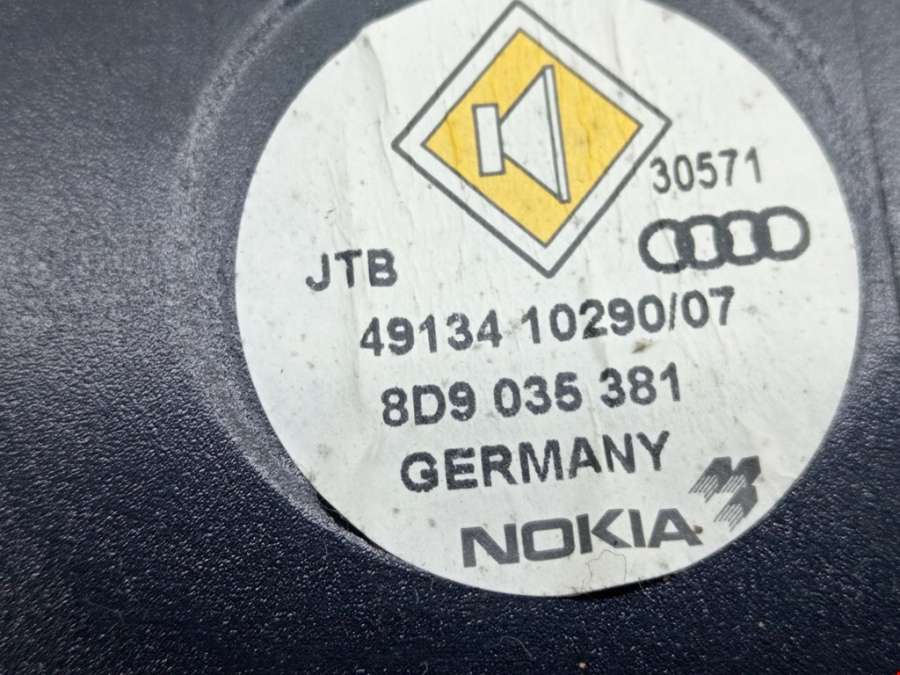 30571
JTB
49134 10290/07
8D9 035 381
GERMANY
NOKIA